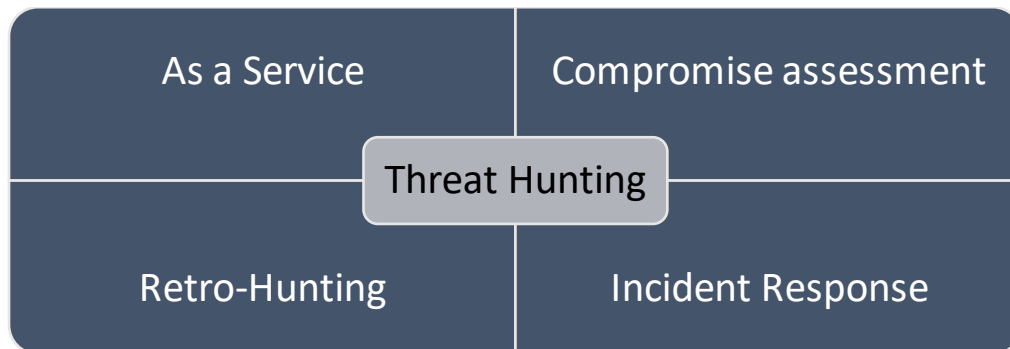 As a Service
Compromise assessment
Threat Hunting
Retro-Hunting
Incident Response